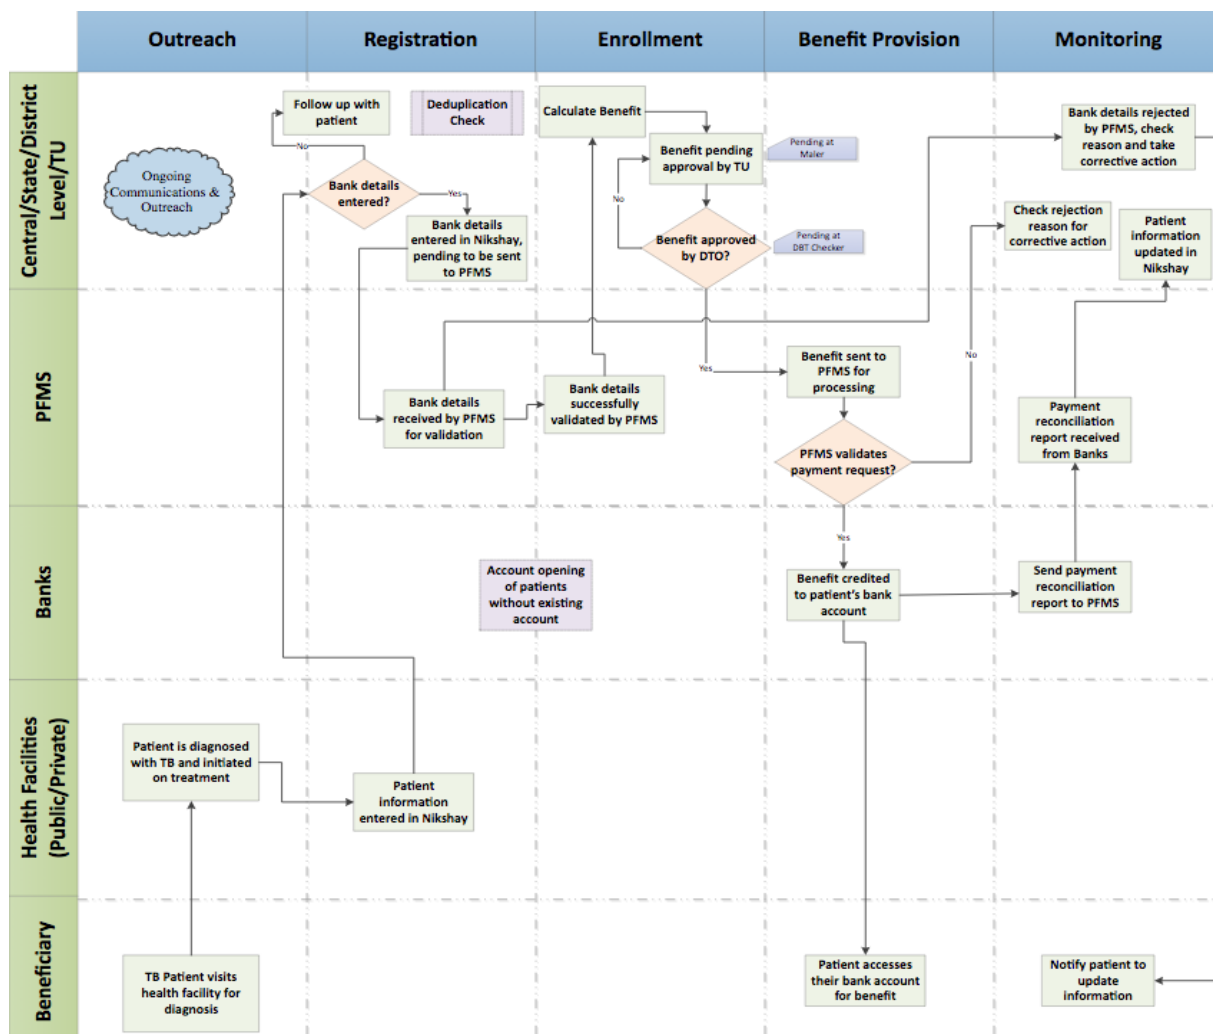 Outreach
Registration
Enrollment
Benefit Provision
Monitoring
Central/State/District
Level/TU
Ongoing
Communications &
Outreach
Follow up with
patient
Deduplication
Check
No
Bank details
entered?
Yes
Bank details
entered in Nikshay,
pending to be sent
to PFMS
Calculate Benefit
Benefit pending
approval by TU
Pending at
Maler
No
Benefit approved
by DTO?
Pending at
DBT Checker
Bank details rejected
by PFMS, check
reason and take
corrective action
Check rejection
reason for
corrective action
Patient
information
updated in
Nikshay
PFMS
Bank details
received by PFMS
for validation
Bank details
successfully
validated by PFMS
Yes
Benefit sent to
PFMS for
processing
No
PFMS validates
payment request?
Payment
reconciliation
report received
from Banks
Banks
Account opening
of patients
without existing
account
Yes
Benefit credited
to patient's bank
account
Send payment
reconciliation
report to PFMS
Health Facilities
(Public/Private)
Patient is diagnosed
with TB and initiated
on treatment
Patient
information
entered in Nikshay
Beneficiary
TB Patient visits
health facility for
diagnosis
Patient accesses
their bank account
for benefit
Notify patient to
update
information